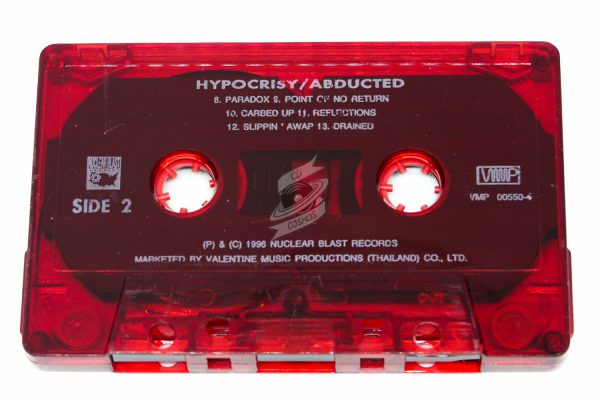 HYPOCRISY/ABDUCTED
8. PARADOX 9. POINT OF NO RETURN
10. CARBED UP 11. REFLECTIONS
12. SLIPPIN ' AWAP 13. DRAINED
CD
COSMOS
VMP
SIDE 2
VMP 00550-4
(P) & (C) 1996 NUCLEAR BLAST RECORDS
MARKETED BY VALENTINE MUSIC PRODUCTIONS (THAILAND) CO., LTD.